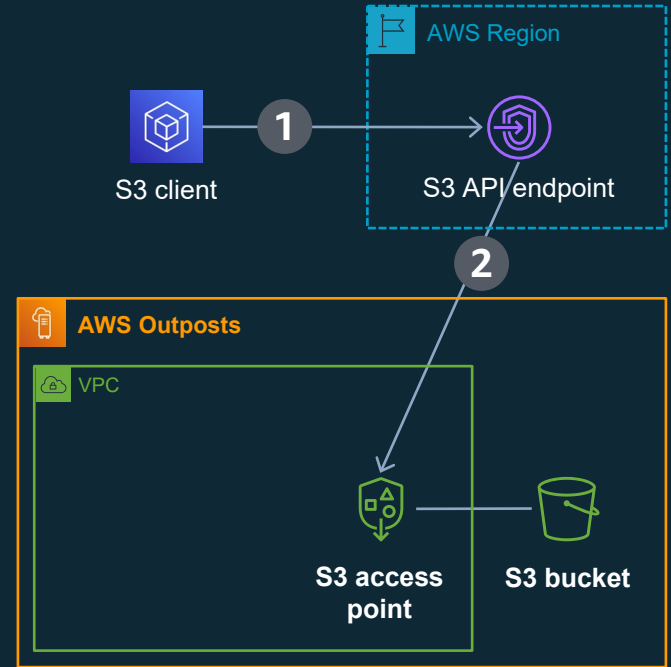 AWS Region
1
S3 client
S3 API endpoint
2
AWS Outposts
VPC
S3 access
point
S3 bucket